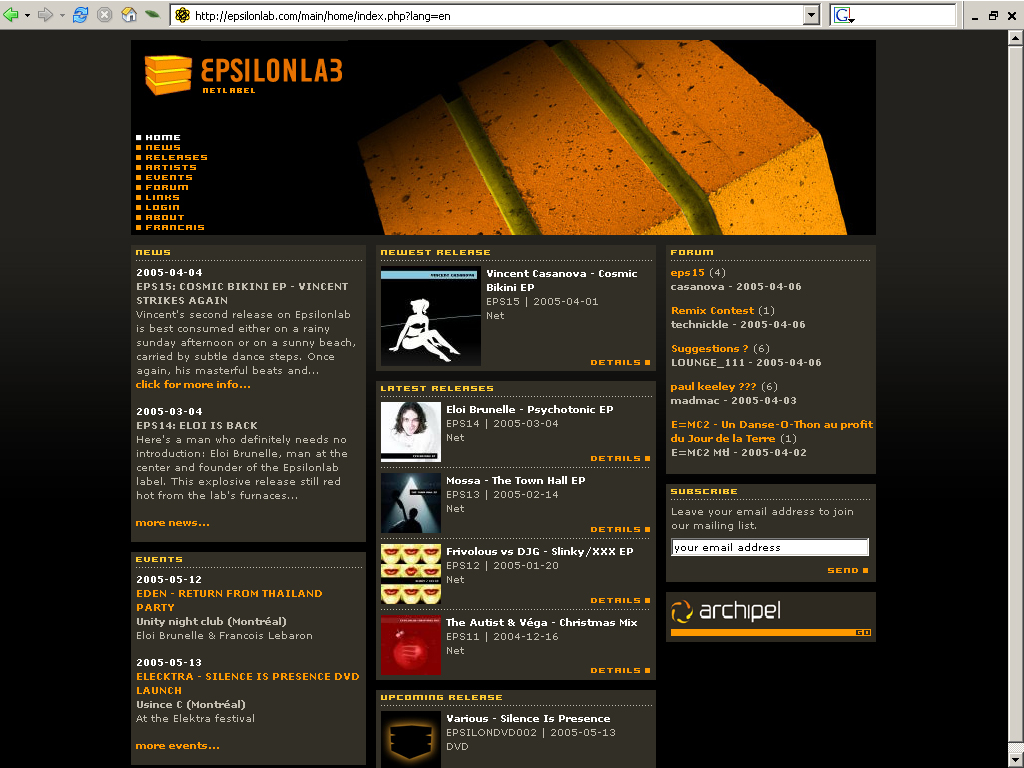 http://epsilonlab.com/main/home/index.php?lang=en
EPSILONLAB
NETLABEL
HOME
NEWS
RELEASES
ARTISTS
EVENTS
FORUM
LINKS
LOGIN
ABOUT
FRANCAIS
NEWS
2005-04-04
EPS15: COSMIC BIKINI EP - VINCENT
STRIKES AGAIN
Vincent's second release on Epsilonlab
is best consumed either on a rainy
sunday afternoon or on a sunny beach,
carried by subtle dance steps. Once
again, his masterful beats and...
click for more info...
2005-03-04
EPS14: ELOI IS BACK
Here's a man who definitely needs no
introduction: Eloi Brunelle, man at the
center and founder of the Epsilonlab
label. This explosive release still red
hot from the lab's furnaces...
more news...
EVENTS
2005-05-12
EDEN - RETURN FROM THAILAND
PARTY
Unity night club (Montréal)
Eloi Brunelle & Francois Lebaron
2005-05-13
ELECKTRA - SILENCE IS PRESENCE DVD
LAUNCH
Usince C (Montréal)
At the Elektra festival
more events...
NEWEST RELEASE
VINCENT CASANOVA
Vincent Casanova - Cosmic
Bikini EP
EPS15 | 2005-04-01
Net
DETAILS
LATEST RELEASES
Eloi Brunelle - Psychotonic EP
EPS14 | 2005-03-04
Net
DETAILS
Mossa - The Town Hall EP
EPS13 | 2005-02-14
Net
DETAILS
Frivolous vs DJG - Slinky/XXX EP
EPS12 | 2005-01-20
Net
DETAILS
The Autist & Véga - Christmas Mix
EPS11 | 2004-12-16
Net
DETAILS
UPCOMING RELEASE
Various - Silence Is Presence
EPSILONDVD002 | 2005-05-13
DVD
FORUM
eps15 (4)
casanova - 2005-04-06
Remix Contest (1)
technickle - 2005-04-06
Suggestions ? (6)
LOUNGE_111 - 2005-04-06
paul keeley ??? (6)
madmac - 2005-04-03
E=MC2 - Un Danse-O-Thon au profit
du Jour de la Terre (1)
E=MC2 Mtl - 2005-04-02
SUBSCRIBE
Leave your email address to join
our mailing list.
your email address
SEND
archipel
GO